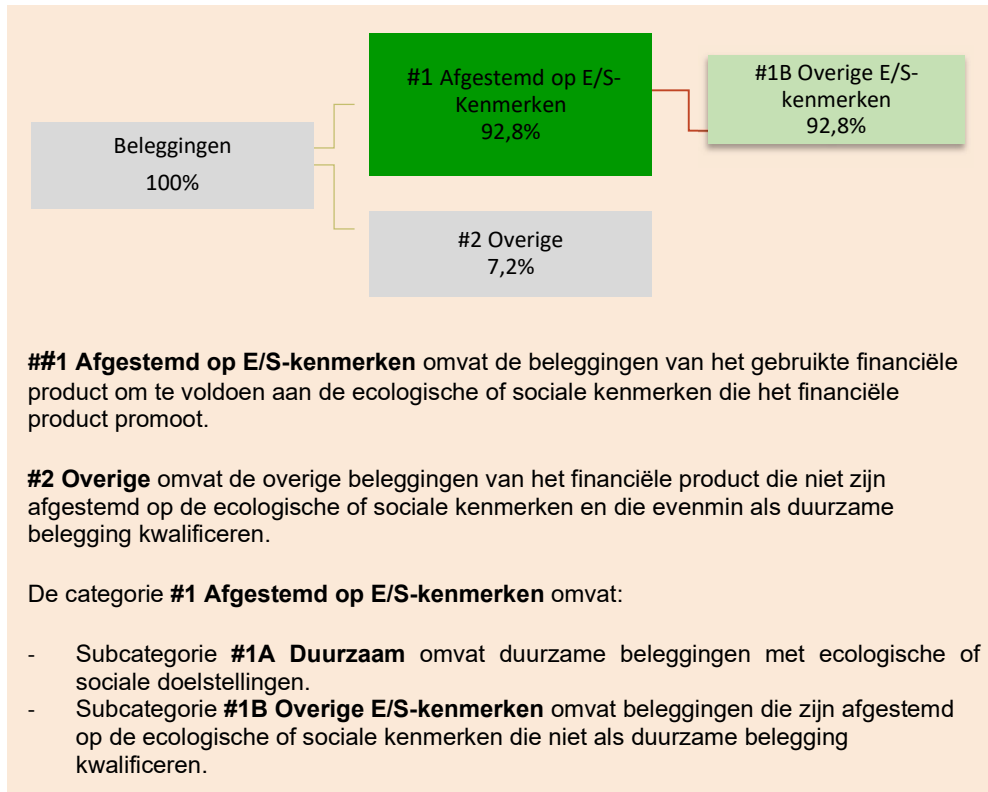 #1 Afgestemd op E/S-
Kenmerken
92,8%
#1B Overige E/S-
kenmerken
92,8%
Beleggingen
100%
#2 Overige
7,2%
##1 Afgestemd op E/S-kenmerken omvat de beleggingen van het gebruikte financiële
product om te voldoen aan de ecologische of sociale kenmerken die het financiële
product promoot.
#2 Overige omvat de overige beleggingen van het financiële product die niet zijn
afgestemd op de ecologische of sociale kenmerken en die evenmin als duurzame
belegging kwalificeren.
De categorie #1 Afgestemd op E/S-kenmerken omvat:
- Subcategorie #1A Duurzaam omvat duurzame beleggingen met ecologische of
sociale doelstellingen.
- Subcategorie #1B Overige E/S-kenmerken omvat beleggingen die zijn afgestemd
op de ecologische of sociale kenmerken die niet als duurzame belegging
kwalificeren.